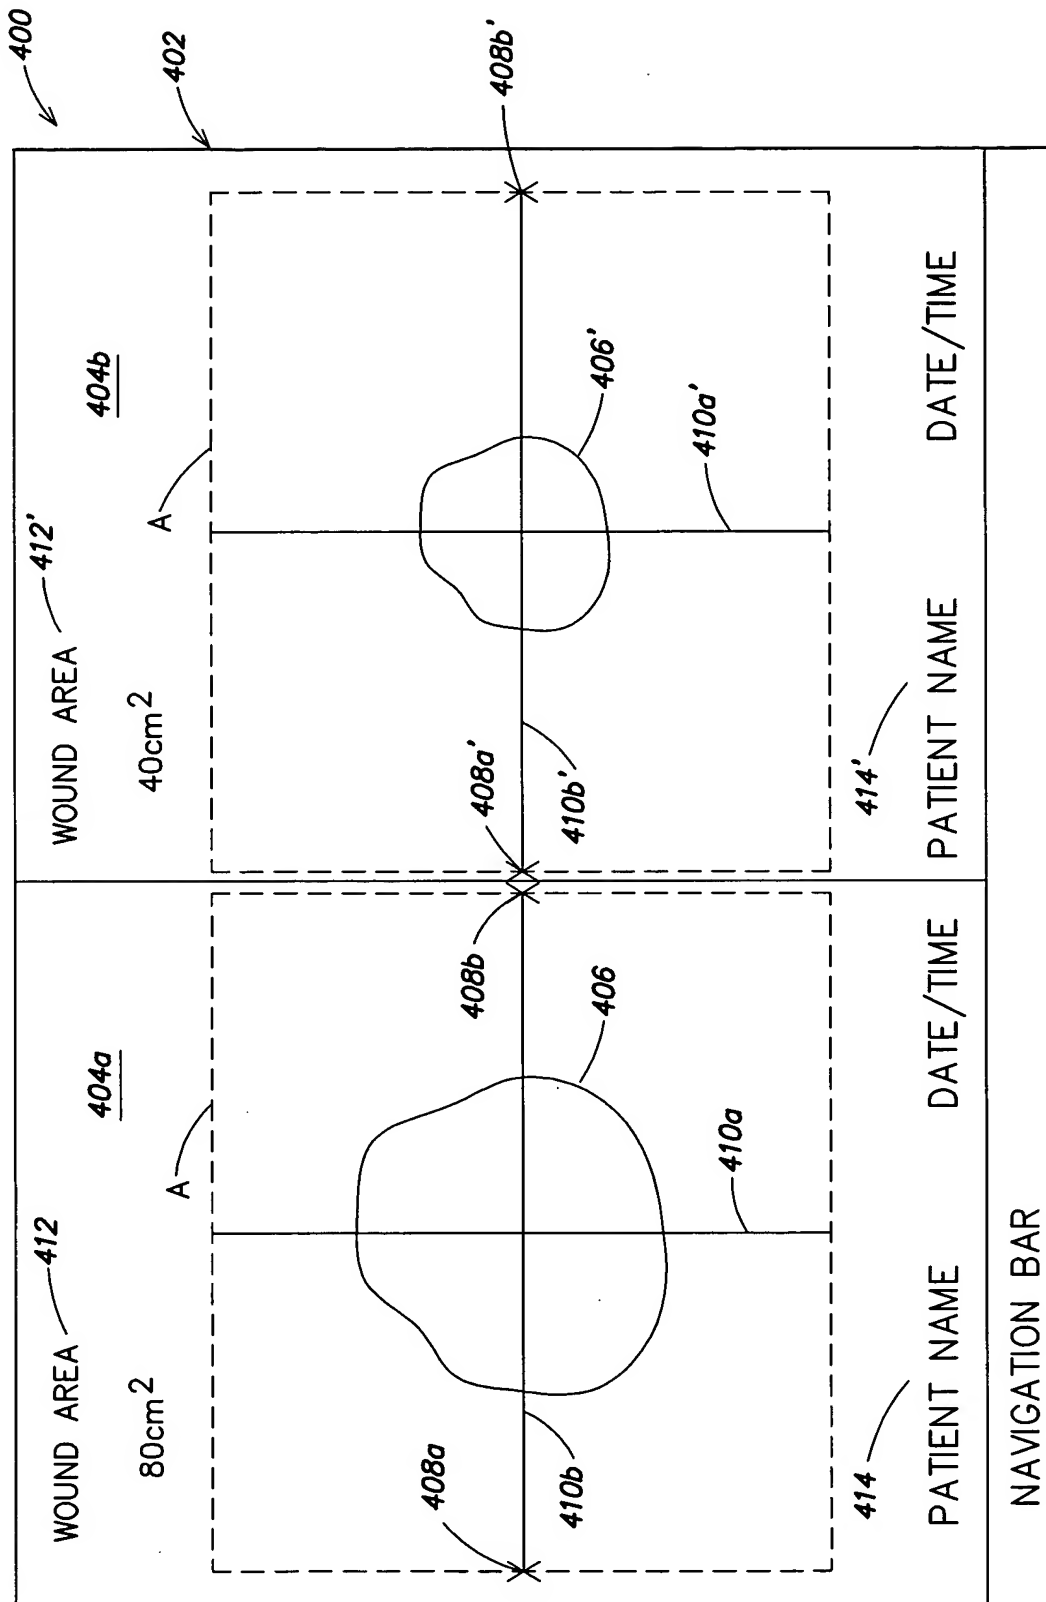 400
402
WOUND AREA 412
80cm2
404a
A
WOUND AREA 412'
40cm2
404b
A
408a
408b
408a'
408b'
410b
406
410b'
406'
410a
410a'
414
414'
PATIENT NAME DATE/TIME
PATIENT NAME DATE/TIME
NAVIGATION BAR